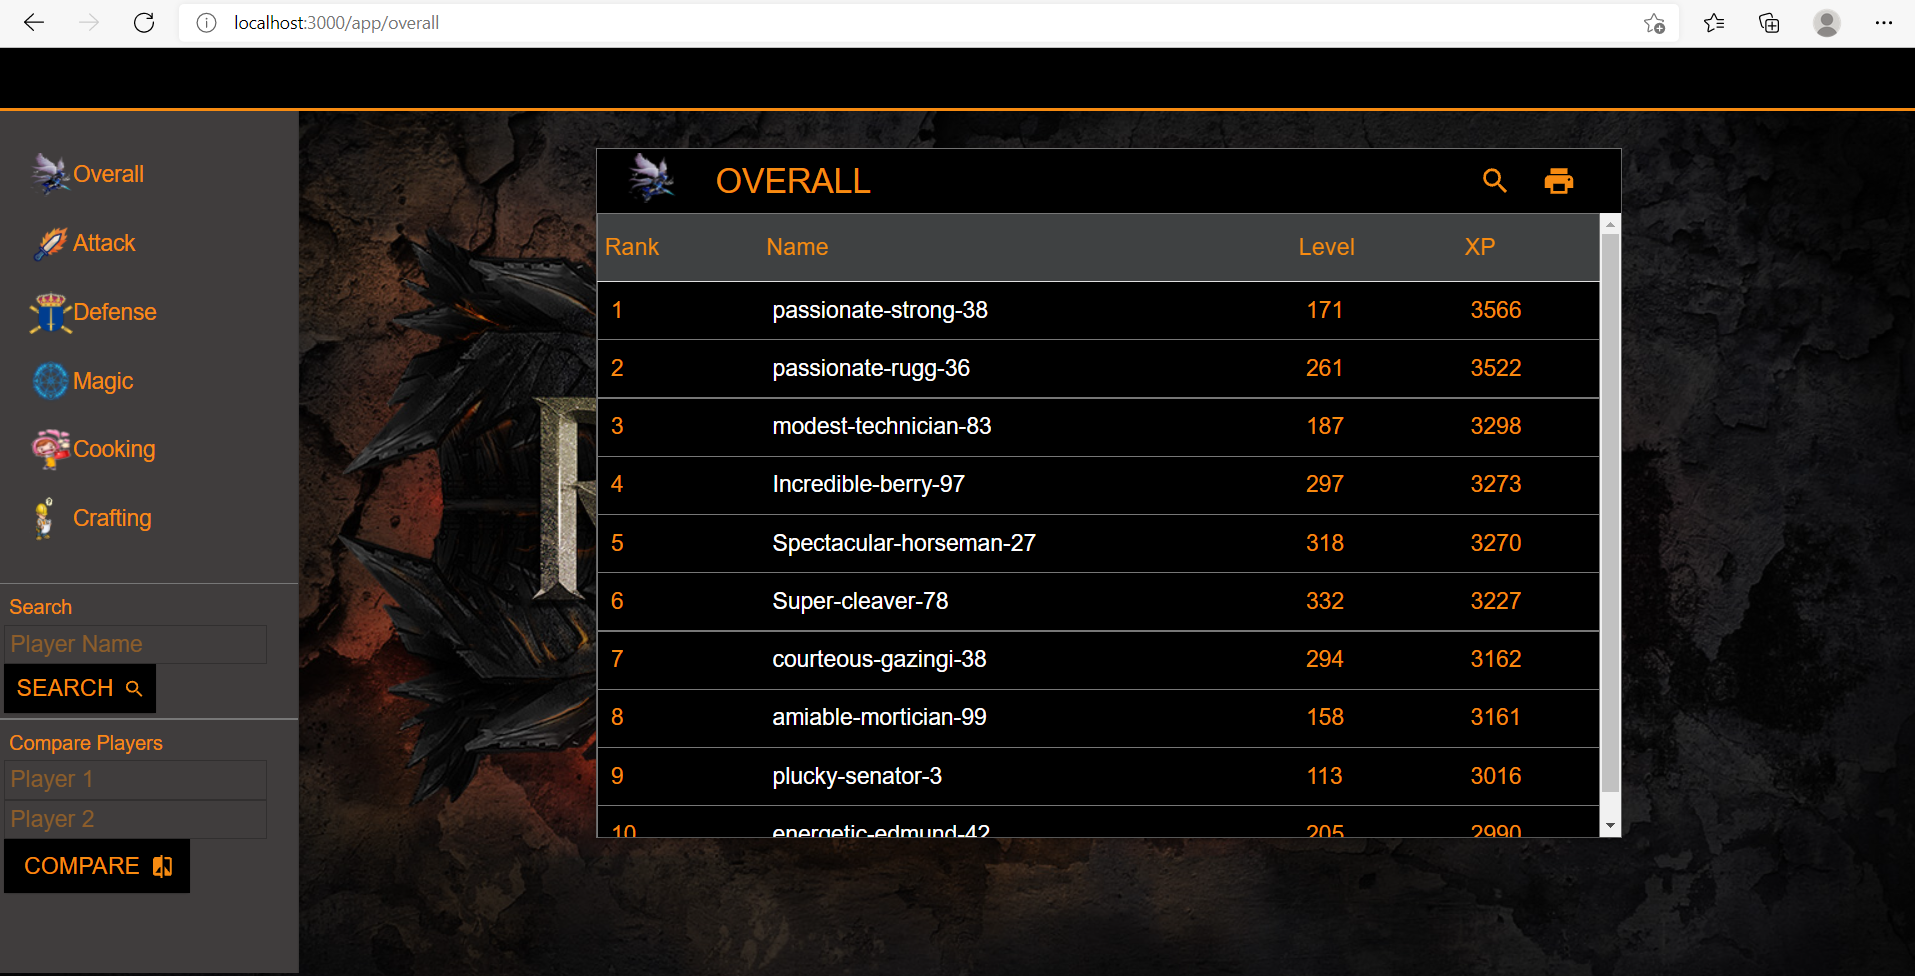 localhost:3000/app/overall
Overall
Attack
Defense
Magic
Cooking
Crafting
Search
Player Name
SEARCH
Compare Players
Player 1
Player 2
COMPARE
OVERALL
Rank Name Level XP
1 passionate-strong-38 171 3566
2 passionate-rugg-36 261 3522
3 modest-technician-83 187 3298
4 Incredible-berry-97 297 3273
5 Spectacular-horseman-27 318 3270
6 Super-cleaver-78 332 3227
7 courteous-gazingi-38 294 3162
8 amiable-mortician-99 158 3161
9 plucky-senator-3 113 3016
10 energetic-edmund-42 205 2990